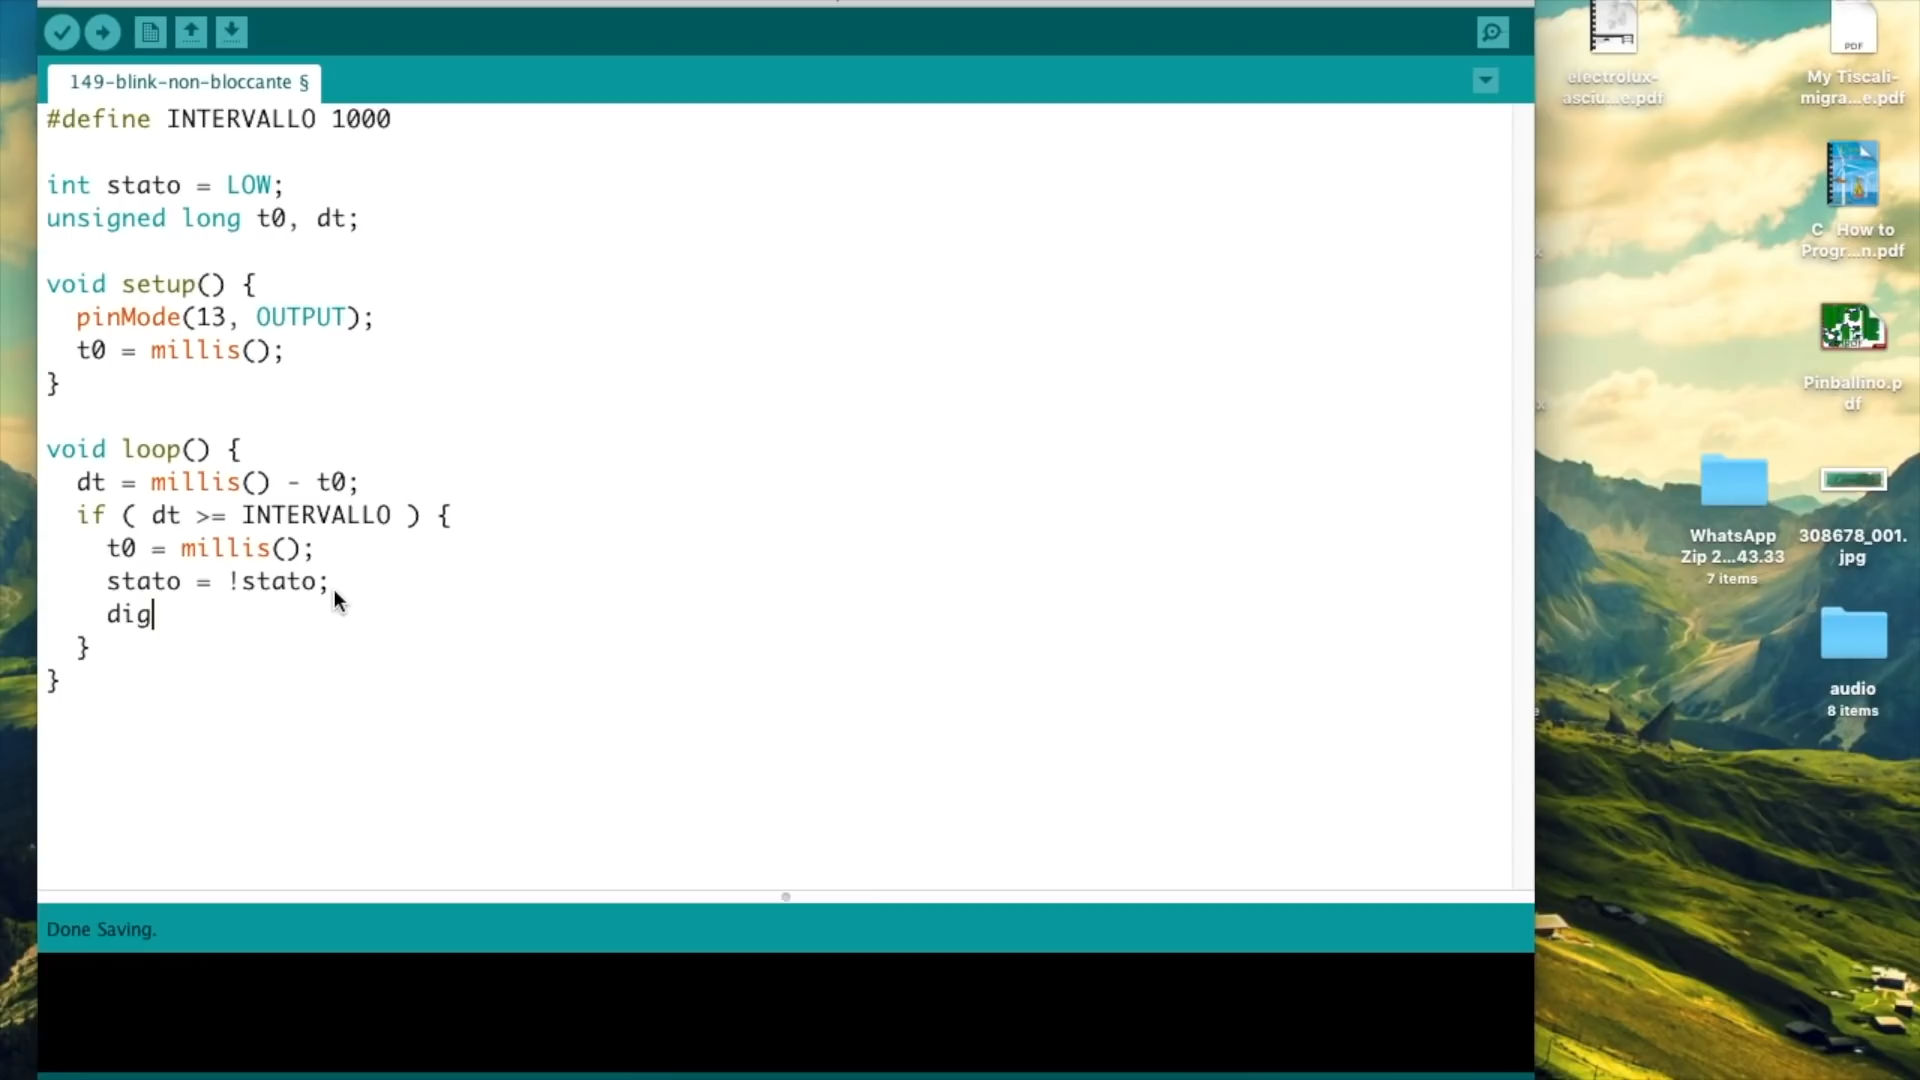 149-blink-non-bloccante §
#define INTERVALLO 1000
int stato = LOW;
unsigned long t0, dt;
void setup() {
pinMode(13, OUTPUT);
t0 = millis();
}
void loop() {
dt = millis() - t0;
if ( dt >= INTERVALLO ) {
t0 = millis();
stato = !stato;
dig
}
}
Done Saving.
electrolux-
asciu...e.pdf
PDF
My Tiscali-
migra...e.pdf
C How to
Progr...n.pdf
Pinballino.p
df
WhatsApp
Zip 2...43.33
7 items
308678_001.
jpg
audio
8 items